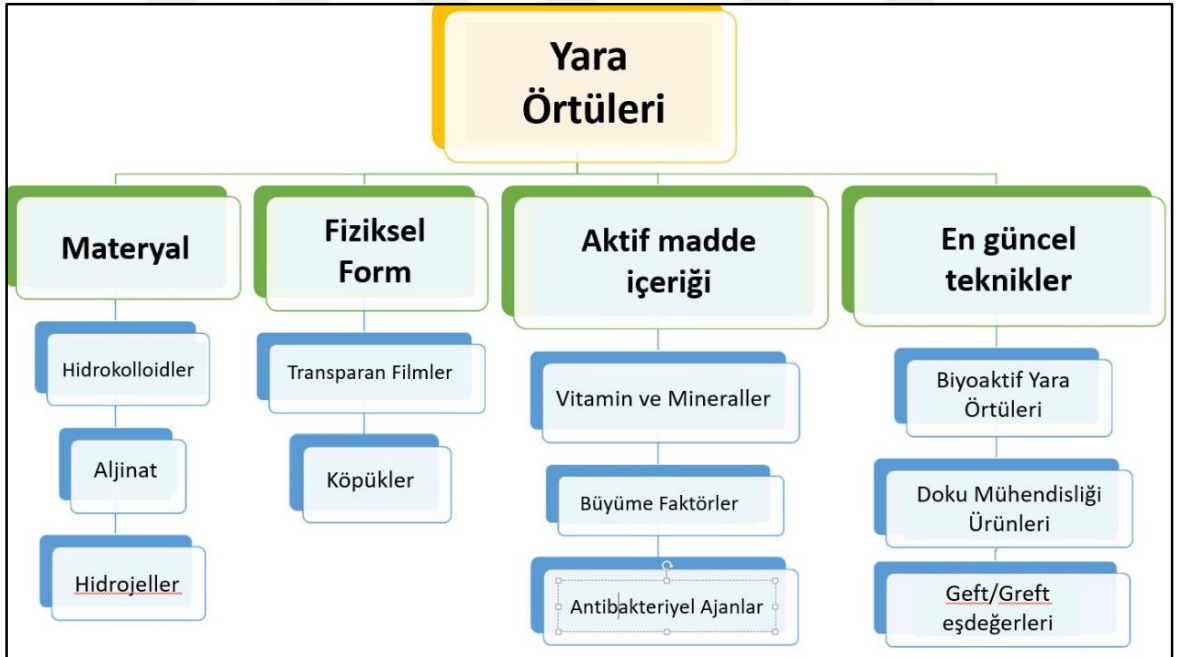 Yara
Örtüleri
Materyal
Hidrokolloidler
Aljinat
Hidrojeller
Fiziksel
Form
Transparan Filmler
Köpükler
Aktif madde
içeriği
Vitamin ve Mineraller
Büyüme Faktörler
Antibakteriyel Ajanlar
En güncel
teknikler
Biyoaktif Yara
Örtüleri
Doku Mühendisliği
Ürünleri
Geft/Greft
eşdeğerleri